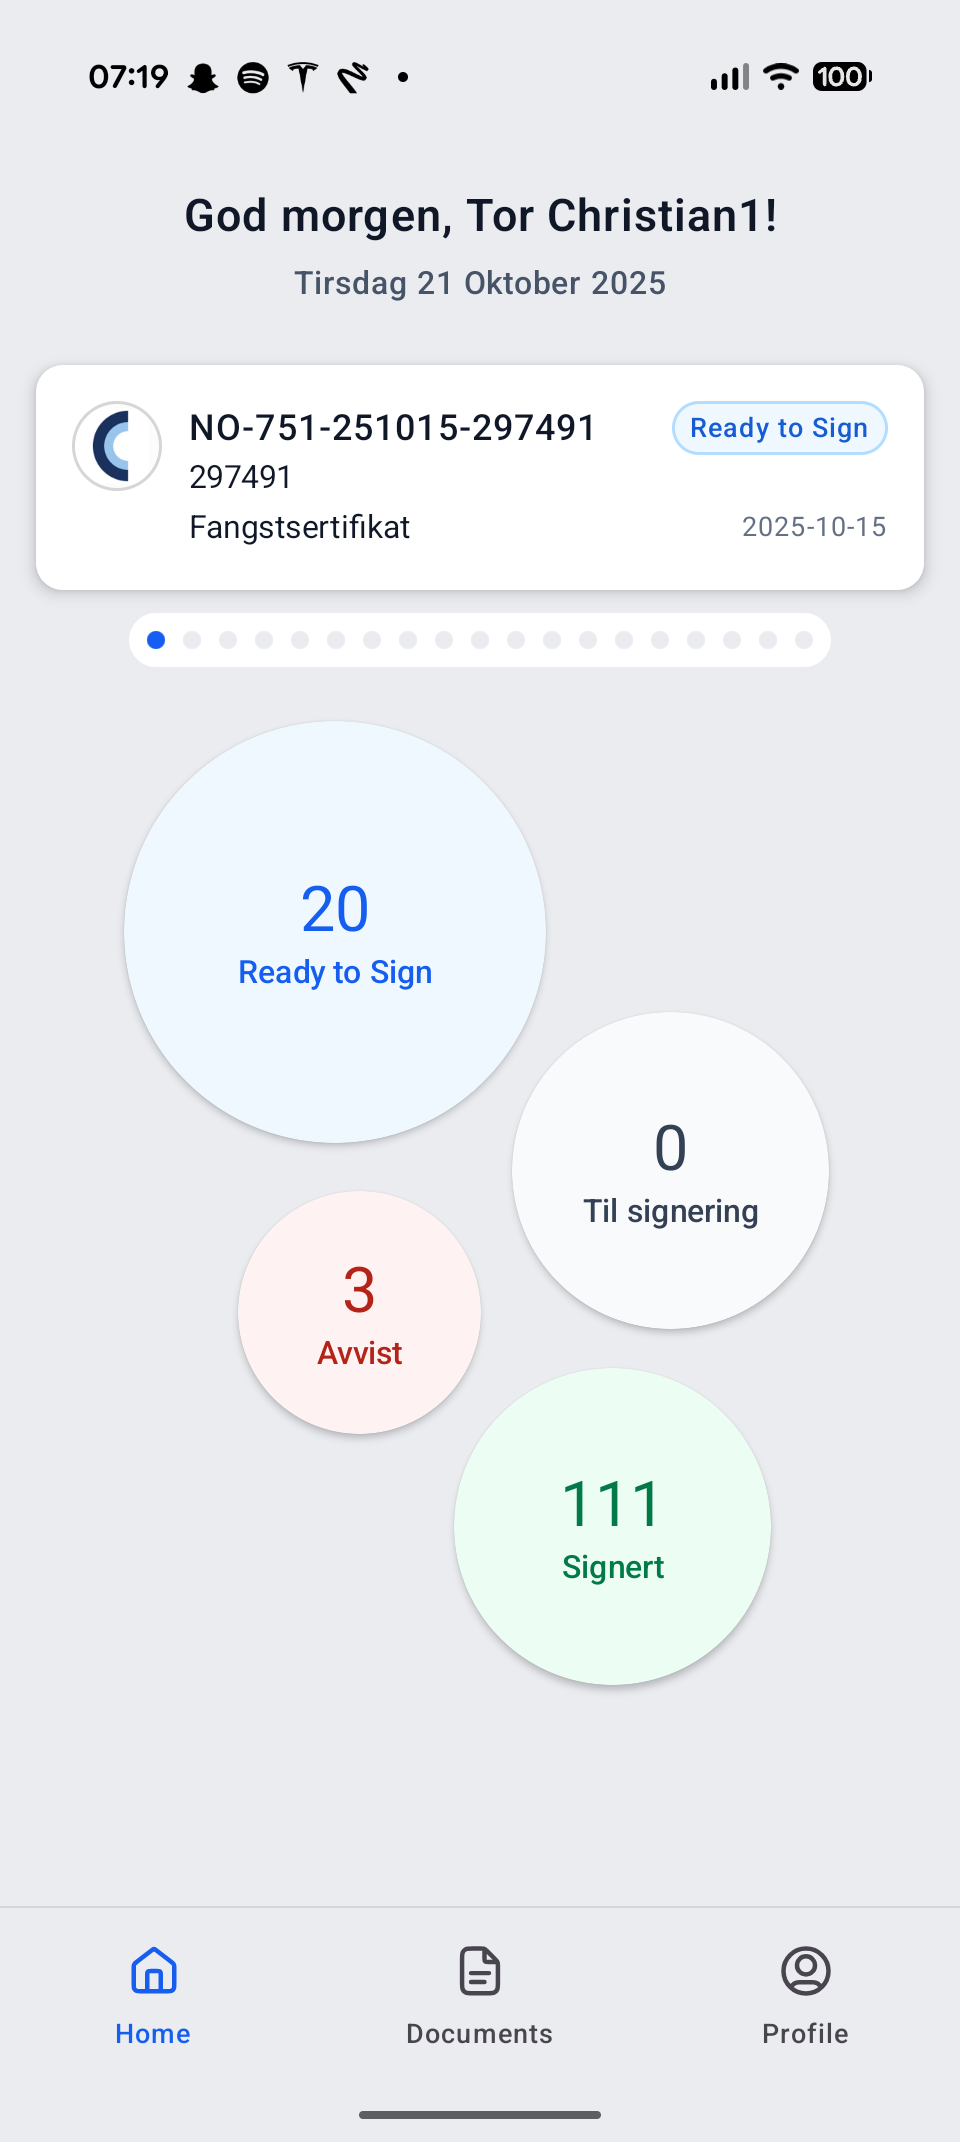 07:19
100
God morgen, Tor Christian1!
Tirsdag 21 Oktober 2025
NO-751-251015-297491
Ready to Sign
297491
Fangstsertifikat
2025-10-15
20
Ready to Sign
0
Til signering
3
Avvist
111
Signert
Home
Documents
Profile